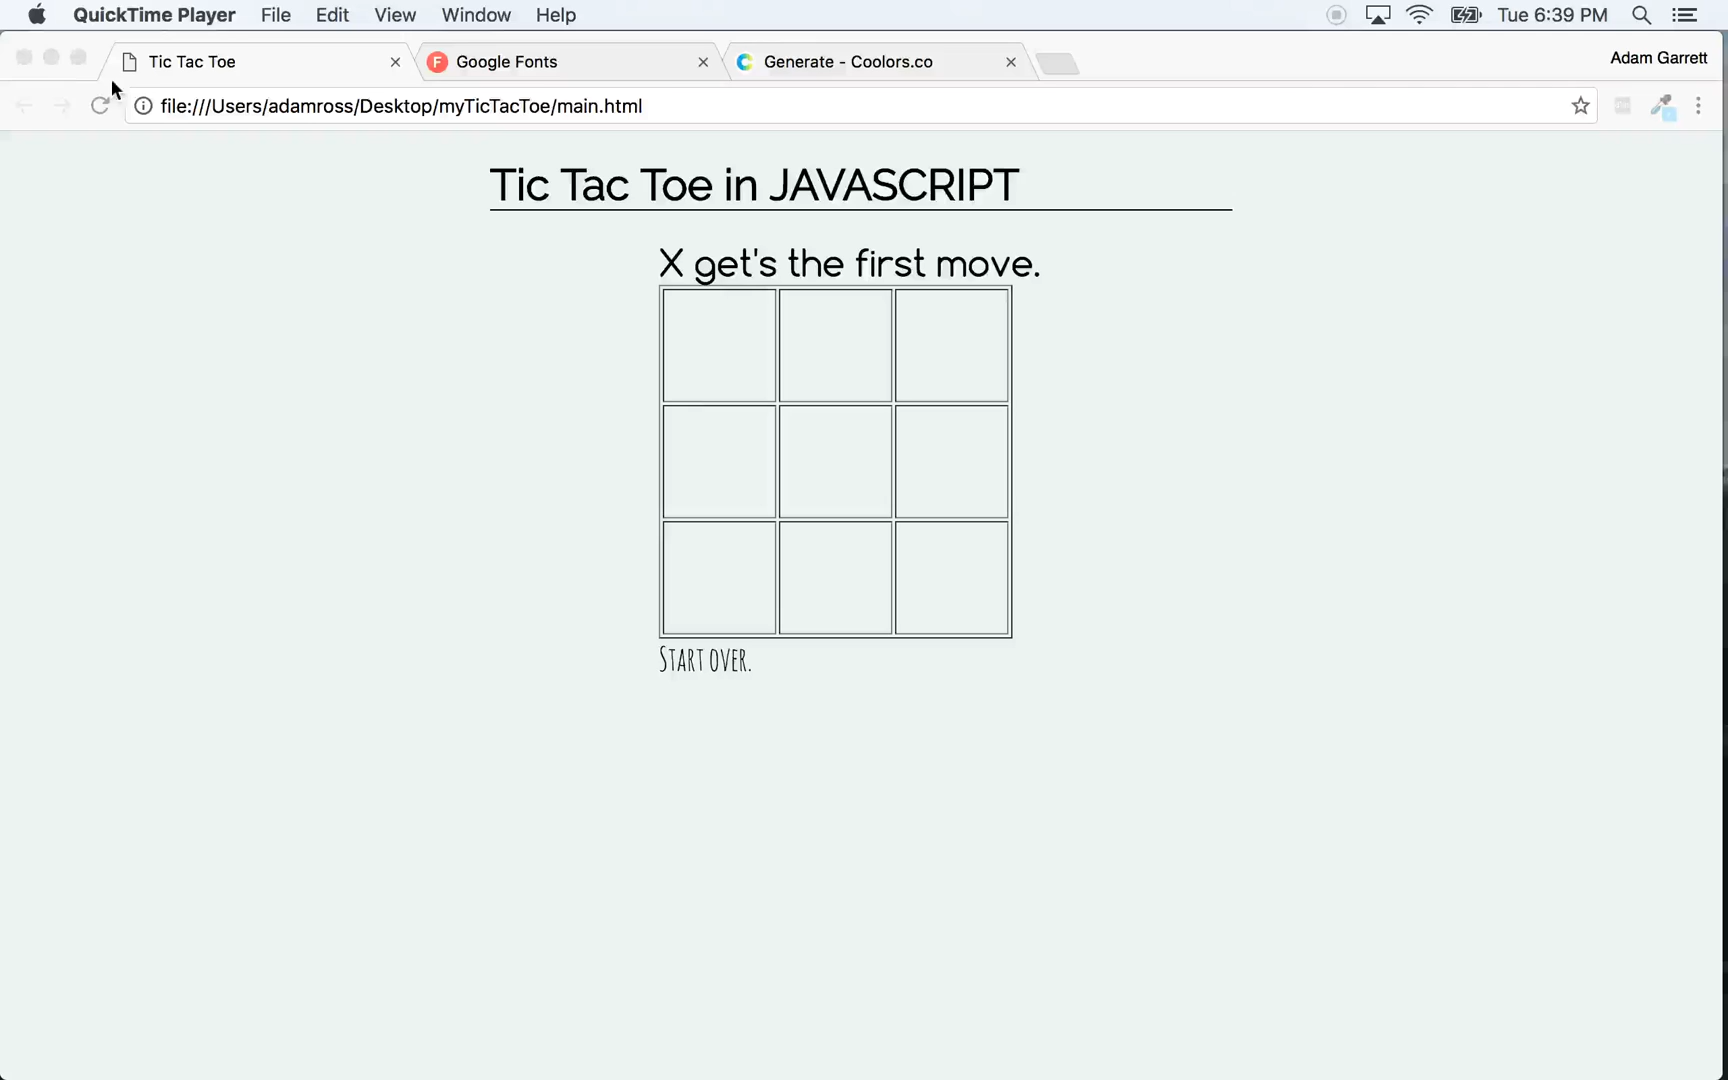 QuickTime Player File Edit View Window Help Tue 6:39 PM
Tic Tac Toe Google Fonts Generate - Coolors.co Adam Garrett
file:///Users/adamross/Desktop/myTicTacToe/main.html
Tic Tac Toe in JAVASCRIPT
X get's the first move.
Start over.